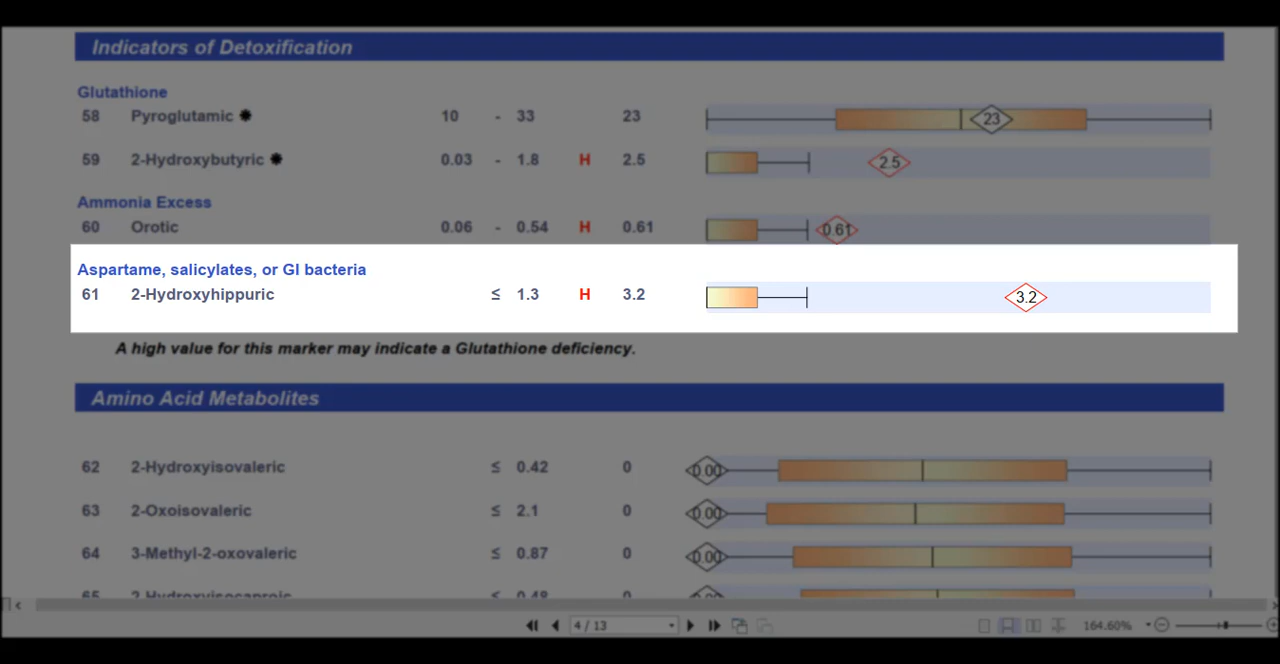 Indicators of Detoxification
Glutathione
58 Pyroglutamic ✱ 10 - 33 23 23
59 2-Hydroxybutyric ✱ 0.03 - 1.8 H 2.5 2.5
Ammonia Excess
60 Orotic 0.06 - 0.54 H 0.61 0.61
Aspartame, salicylates, or GI bacteria
61 2-Hydroxyhippuric ≤ 1.3 H 3.2 3.2
A high value for this marker may indicate a Glutathione deficiency.
Amino Acid Metabolites
62 2-Hydroxyisovaleric ≤ 0.42 0 0.00
63 2-Oxoisovaleric ≤ 2.1 0 0.00
64 3-Methyl-2-oxovaleric ≤ 0.87 0 0.00
4 / 13 164.60%